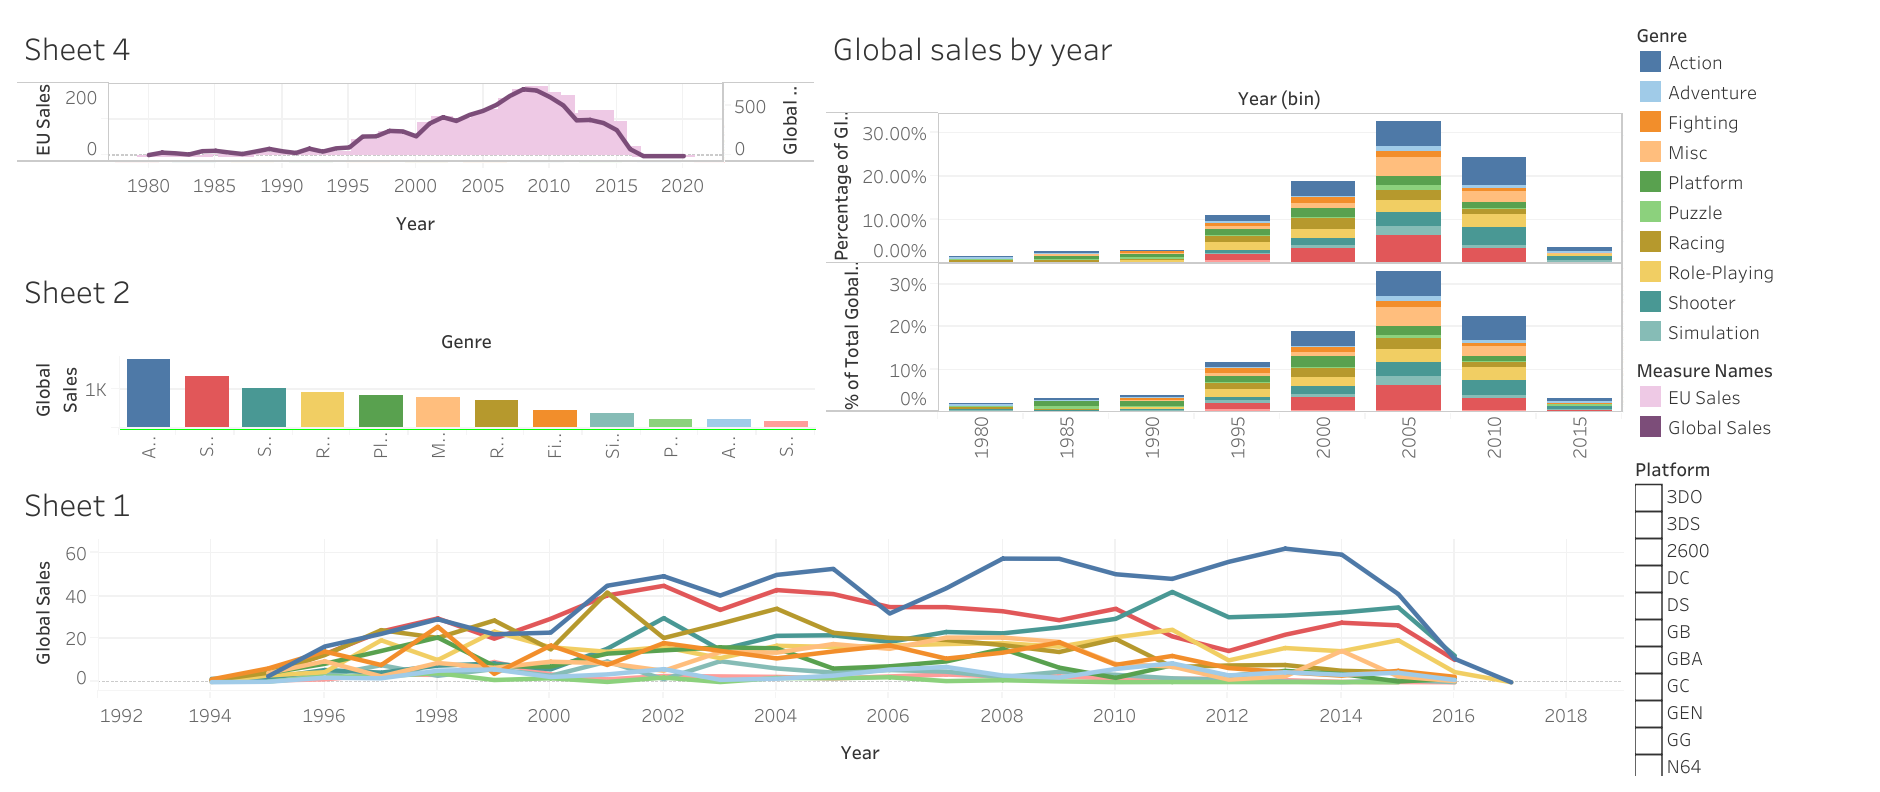 Sheet 4
EU Sales
200
0
500
0
Global ..
1980 1985 1990 1995 2000 2005 2010 2015 2020
Year
Sheet 2
Genre
Global
Sales
1K
A.. S.. S.. R.. Pl.. M.. R.. Fi.. Si.. P.. A.. S..
Global sales by year
Year (bin)
Percentage of Gl..
30.00%
20.00%
10.00%
0.00%
% of Total Gobal..
30%
20%
10%
0%
1980 1985 1990 1995 2000 2005 2010 2015
Sheet 1
Global Sales
60
40
20
0
1992 1994 1996 1998 2000 2002 2004 2006 2008 2010 2012 2014 2016 2018
Year
Genre
Action
Adventure
Fighting
Misc
Platform
Puzzle
Racing
Role-Playing
Shooter
Simulation
Measure Names
EU Sales
Global Sales
Platform
3DO
3DS
2600
DC
DS
GB
GBA
GC
GEN
GG
N64